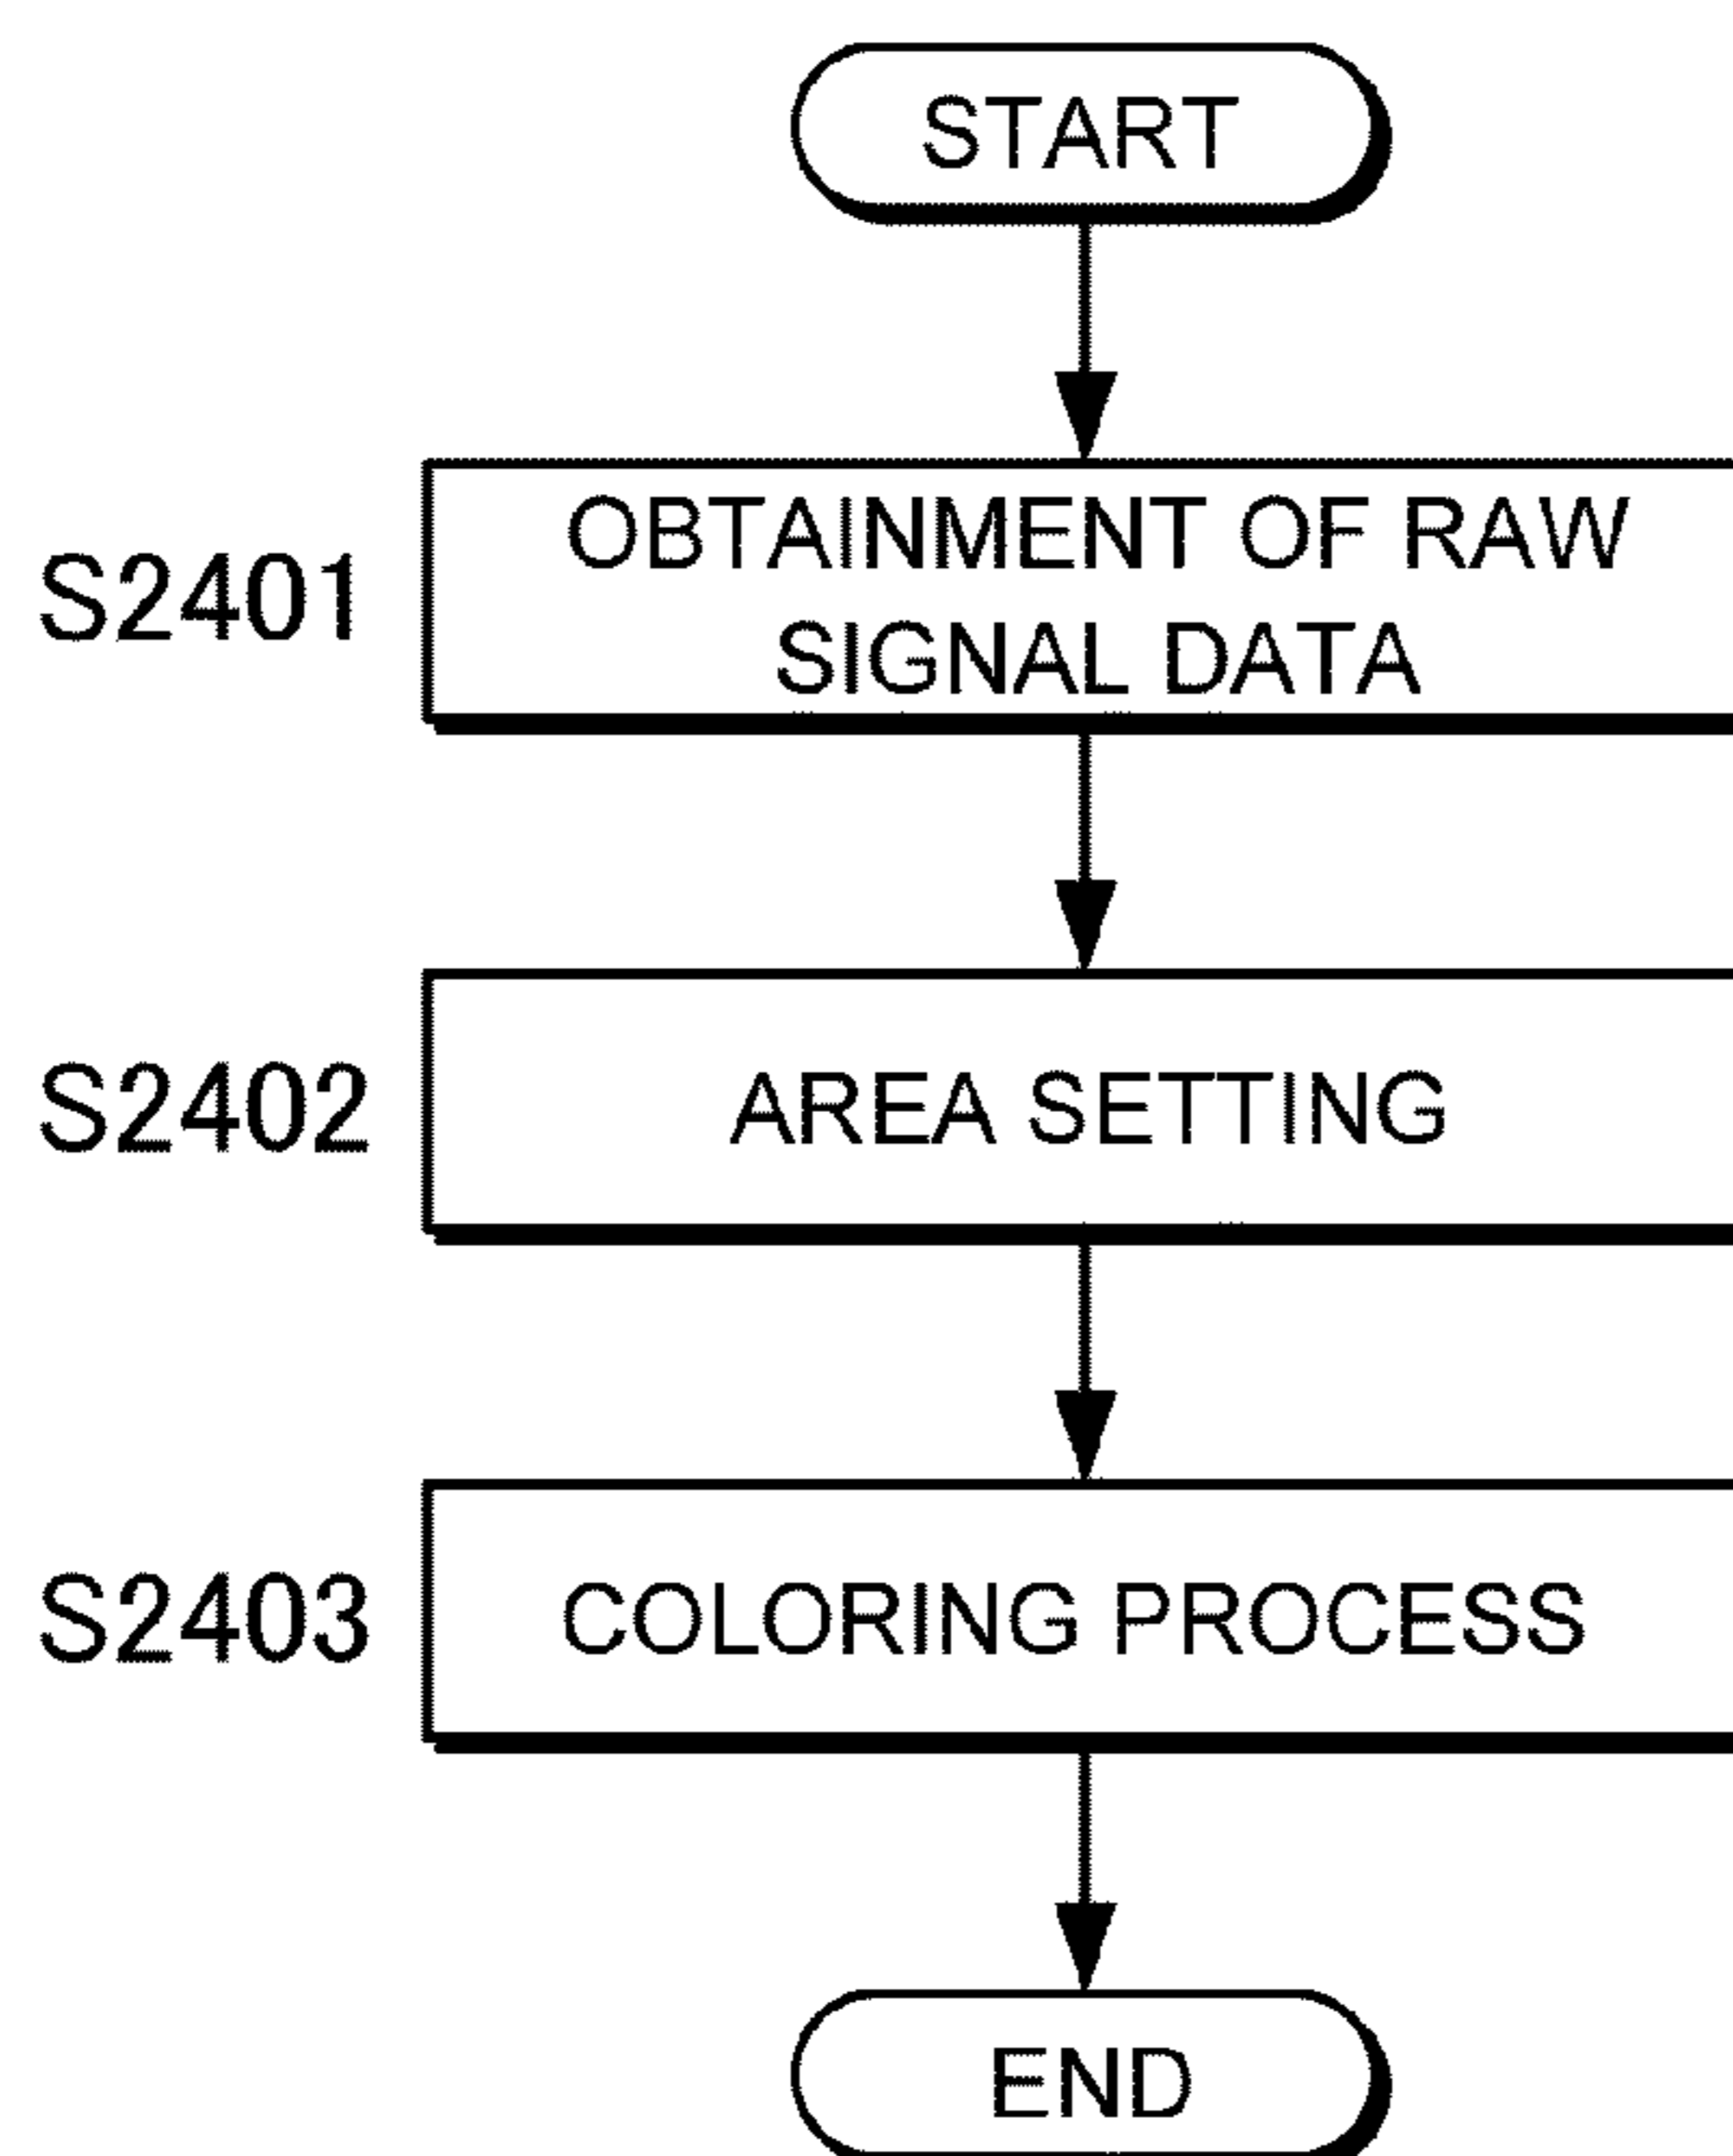 START
S2401
OBTAINMENT OF RAW
SIGNAL DATA
S2402
AREA SETTING
S2403
COLORING PROCESS
END